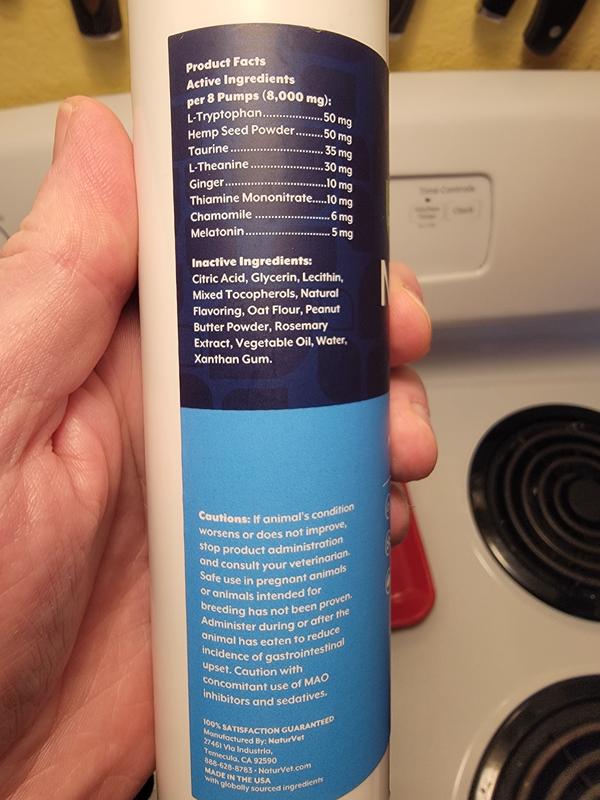 Product Facts
Active Ingredients
per 8 Pumps (8,000 mg):
L-Tryptophan....................50 mg
Hemp Seed Powder.........50 mg
Taurine ............................. 35 mg
L-Theanine ........................30 mg
Ginger................................10 mg
Thiamine Mononitrate.....10 mg
Chamomile ........................6 mg
Melatonin...........................5 mg
Inactive Ingredients:
Citric Acid, Glycerin, Lecithin,
Mixed Tocopherols, Natural
Flavoring, Oat Flour, Peanut
Butter Powder, Rosemary
Extract, Vegetable Oil, Water,
Xanthan Gum.
N
Cautions: If animal's condition
worsens or does not improve,
stop product administration
and consult your veterinarian.
Safe use in pregnant animals
or animals intended for
breeding has not been proven.
Administer during or after the
animal has eaten to reduce
incidence of gastrointestinal
upset. Caution with
concomitant use of MAO
inhibitors and sedatives.
100% SATISFACTION GUARANTEED
Manufactured By: NaturVet
27461 Via Industria,
Temecula, CA 92590
888-628-8783 • NaturVet.com
MADE IN THE USA
with globally sourced ingredients
Time Controls
Clock